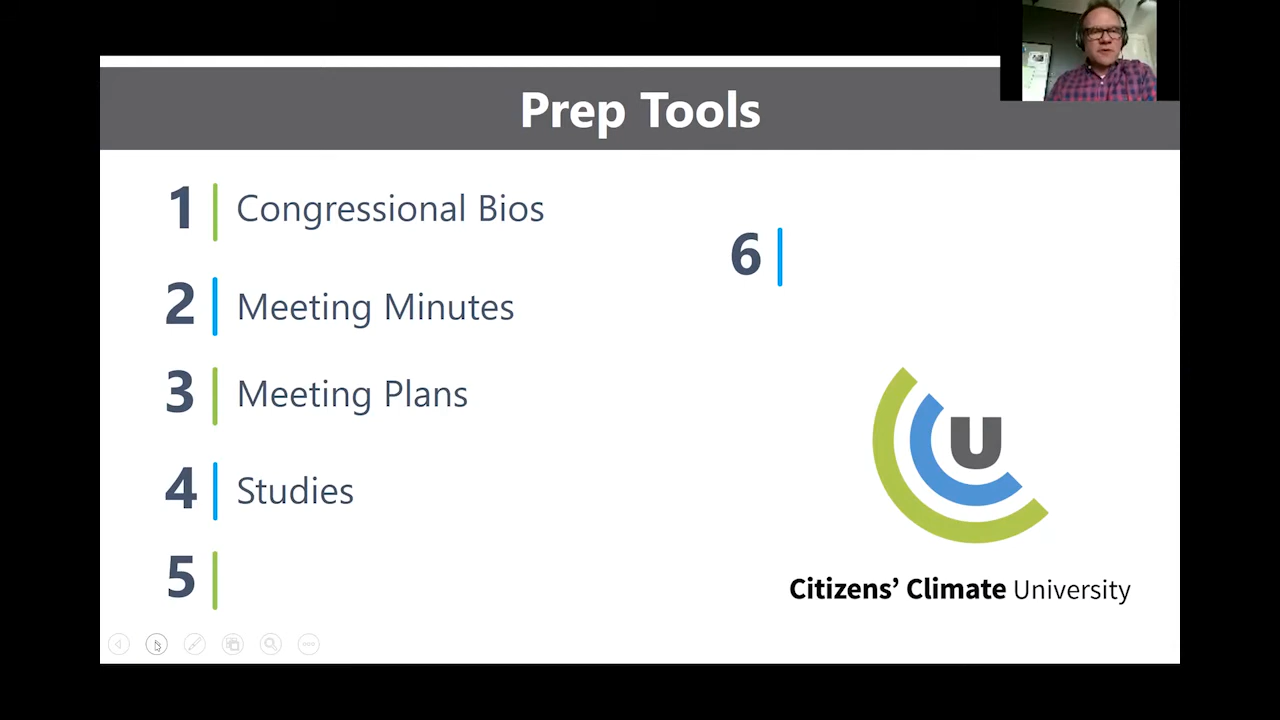 Prep Tools
1 Congressional Bios
2 Meeting Minutes
3 Meeting Plans
4 Studies
5
6
U
Citizens’ Climate University